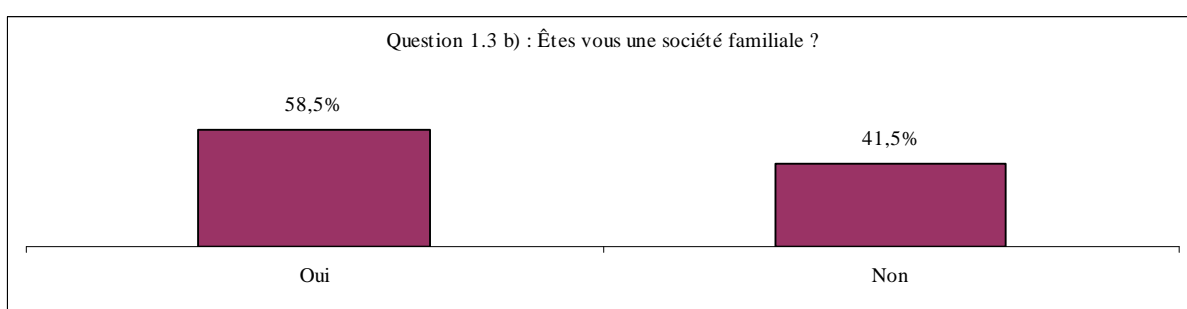 Question 1.3 b) : Êtes vous une société familiale ?
58,5%
41,5%
Oui
Non